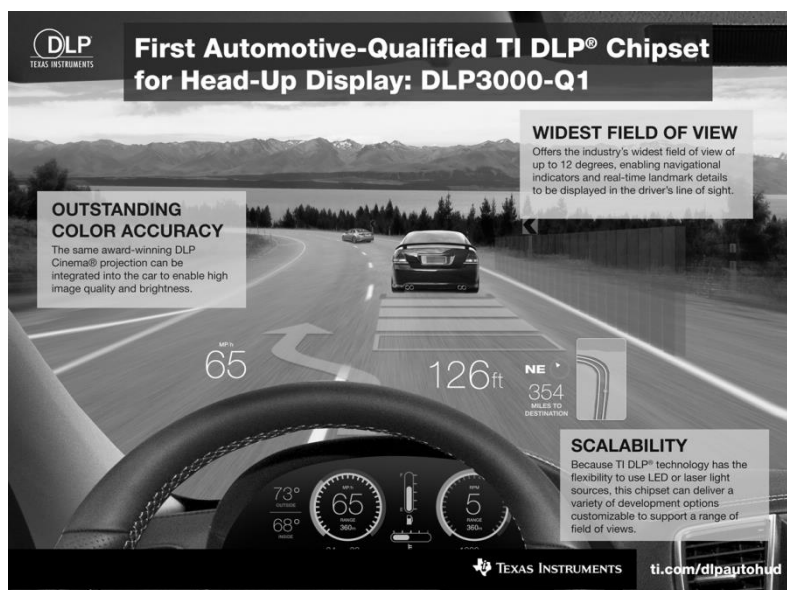 DLP
TEXAS INSTRUMENTS
First Automotive-Qualified TI DLP® Chipset
for Head-Up Display: DLP3000-Q1
WIDEST FIELD OF VIEW
Offers the industry's widest field of view of
up to 12 degrees, enabling navigational
indicators and real-time landmark details
to be displayed in the driver's line of sight.
OUTSTANDING
COLOR ACCURACY
The same award-winning DLP
Cinema® projection can be
integrated into the car to enable high
image quality and brightness.
MPh
65
126ft
NE
354
MILES TO
DESTINATION
SCALABILITY
Because TI DLP® technology has the
flexibility to use LED or laser light
sources, this chipset can deliver a
variety of development options
customizable to support a range of
field of views.
73°
OUTSIDE
68°
INSIDE
MPh
65
RANGE
360m
RPM
5
RANGE
360m
TEXAS INSTRUMENTS
ti.com/dlpautohud